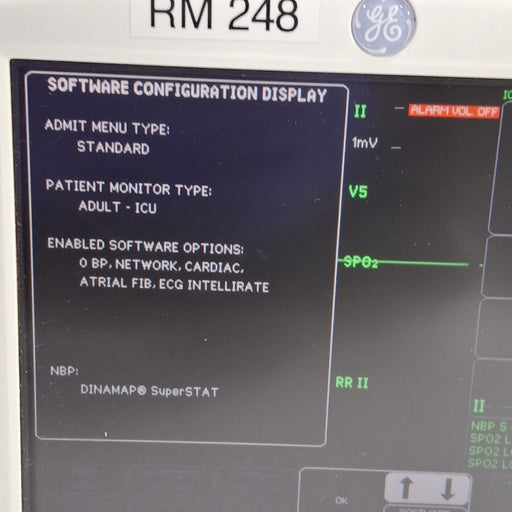 RM 248
GE
SOFTWARE CONFIGURATION DISPLAY
ADMIT MENU TYPE:
STANDARD
PATIENT MONITOR TYPE:
ADULT - ICU
ENABLED SOFTWARE OPTIONS:
0 BP, NETWORK, CARDIAC,
ATRIAL FIB, ECG INTELLIRATE
NBP:
DINAMAP® SuperSTAT
II
ALARM VOL. OFF
1mV
V5
SPO2
RR II
II
NBP S
SPO2 L
SPO2 L
SPO2 L
OK